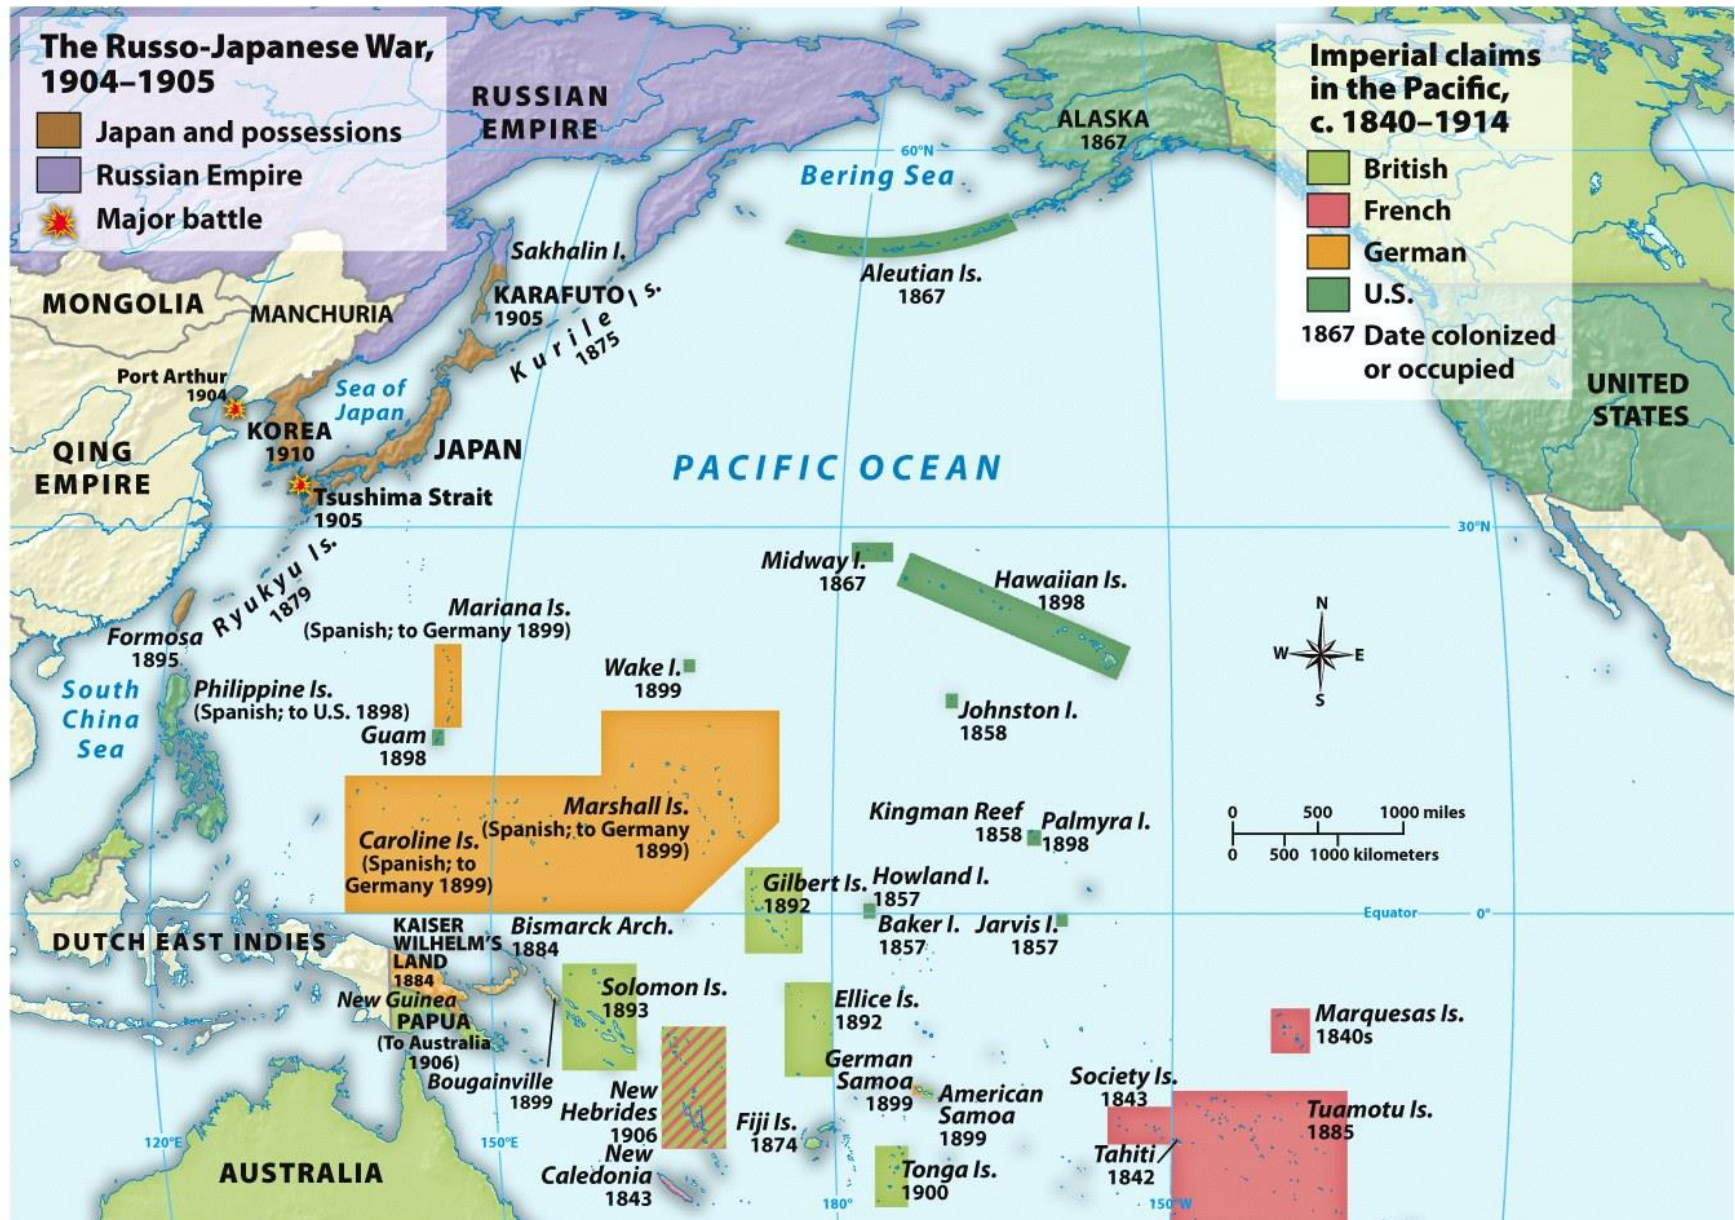 The Russo-Japanese War,
1904–1905
Japan and possessions
Russian Empire
Major battle
Imperial claims
in the Pacific,
c. 1840–1914
British
French
German
U.S.
1867 Date colonized
or occupied
RUSSIAN
EMPIRE
ALASKA
1867
60°N
Bering Sea
Aleutian Is.
1867
Sakhalin I.
KARAFUTO
1905
Kurile Is.
1875
MONGOLIA
MANCHURIA
Port Arthur
1904
Sea of
Japan
KOREA
1910
JAPAN
QING
EMPIRE
Tsushima Strait
1905
PACIFIC OCEAN
UNITED
STATES
30°N
Ryukyu Is.
1879
Midway I.
1867
Hawaiian Is.
1898
N
W
E
S
Mariana Is.
(Spanish; to Germany 1899)
Formosa
1895
Wake I.
1899
South
China
Sea
Philippine Is.
(Spanish; to U.S. 1898)
Guam
1898
Johnston I.
1858
Marshall Is.
(Spanish; to Germany
1899)
Caroline Is.
(Spanish; to
Germany 1899)
Kingman Reef
1858
Palmyra I.
1898
0 500 1000 miles
0 500 1000 kilometers
Gilbert Is.
1892
Howland I.
1857
Baker I.
1857
Jarvis I.
1857
Equator
0°
DUTCH EAST INDIES
KAISER
WILHELM'S
LAND
1884
Bismarck Arch.
1884
New Guinea
PAPUA
(To Australia
1906)
Solomon Is.
1893
Ellice Is.
1892
Marquesas Is.
1840s
Bougainville
1899
German
Samoa
1899
American
Samoa
1899
Society Is.
1843
Tuamotu Is.
1885
New
Hebrides
1906
Fiji Is.
1874
Tahiti
1842
New
Caledonia
1843
Tonga Is.
1900
AUSTRALIA
120°E
150°E
180°
150°W